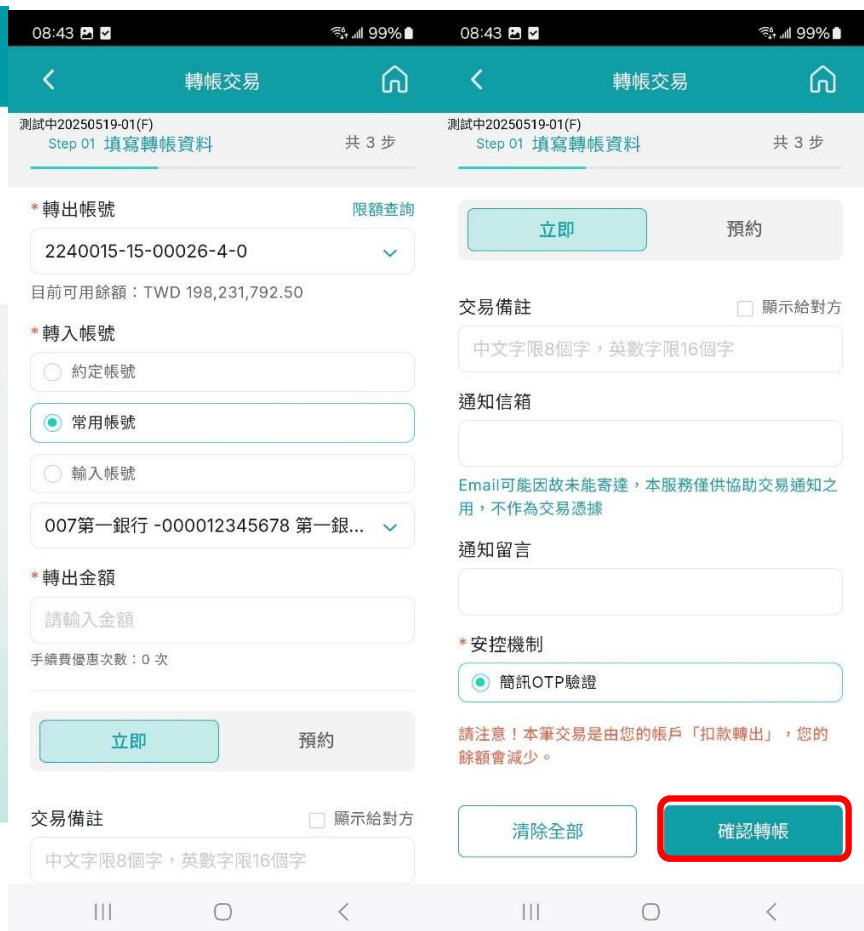 08:43
99%
轉帳交易
測試中20250519-01(F)
Step 01 填寫轉帳資料
共 3 步
*轉出帳號
限額查詢
2240015-15-00026-4-0
目前可用餘額：TWD 198,231,792.50
*轉入帳號
約定帳號
常用帳號
輸入帳號
007第一銀行 -000012345678 第一銀...
*轉出金額
請輸入金額
手續費優惠次數：0 次
立即
預約
交易備註
顯示給對方
中文字限8個字，英數字限16個字
08:43
99%
轉帳交易
測試中20250519-01(F)
Step 01 填寫轉帳資料
共 3 步
立即
預約
交易備註
顯示給對方
中文字限8個字，英數字限16個字
通知信箱
Email可能因故未能寄達，本服務僅供協助交易通知之
用，不作為交易憑據
通知留言
*安控機制
簡訊OTP驗證
請注意！本筆交易是由您的帳戶「扣款轉出」，您的
餘額會減少。
清除全部
確認轉帳